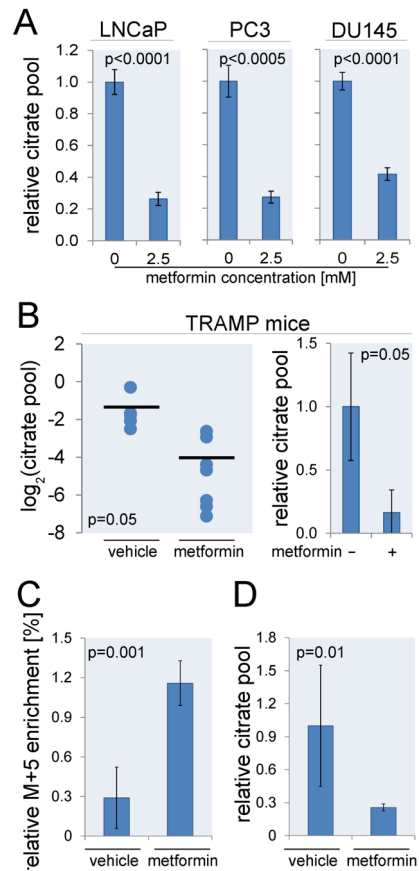 A
LNCaP PC3 DU145
relative citrate pool
1.2
1.0
0.8
0.6
0.4
0.2
0.0
p<0.0001 p<0.0005 p<0.0001
0 2.5 0 2.5 0 2.5
metformin concentration [mM]
B
TRAMP mice
log2(citrate pool)
2
0
-2
-4
-6
-8
p=0.05
vehicle metformin
relative citrate pool
1.5
1.0
0.5
0.0
p=0.05
metformin − +
C
relative M+5 enrichment [%]
1.5
1.2
0.9
0.6
0.3
0
p=0.001
vehicle metformin
D
relative citrate pool
1.8
1.5
1.2
0.9
0.6
0.3
0
p=0.01
vehicle metformin